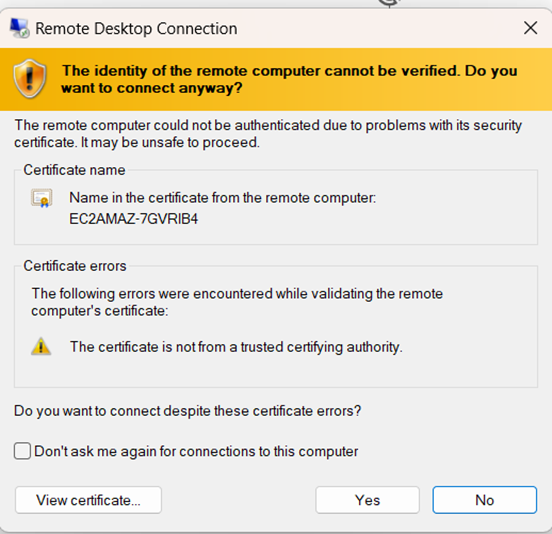 Remote Desktop Connection
The identity of the remote computer cannot be verified. Do you
want to connect anyway?
The remote computer could not be authenticated due to problems with its security
certificate. It may be unsafe to proceed.
Certificate name
Name in the certificate from the remote computer:
EC2AMAZ-7GVRIB4
Certificate errors
The following errors were encountered while validating the remote
computer's certificate:
The certificate is not from a trusted certifying authority.
Do you want to connect despite these certificate errors?
Don't ask me again for connections to this computer
View certificate...
Yes
No